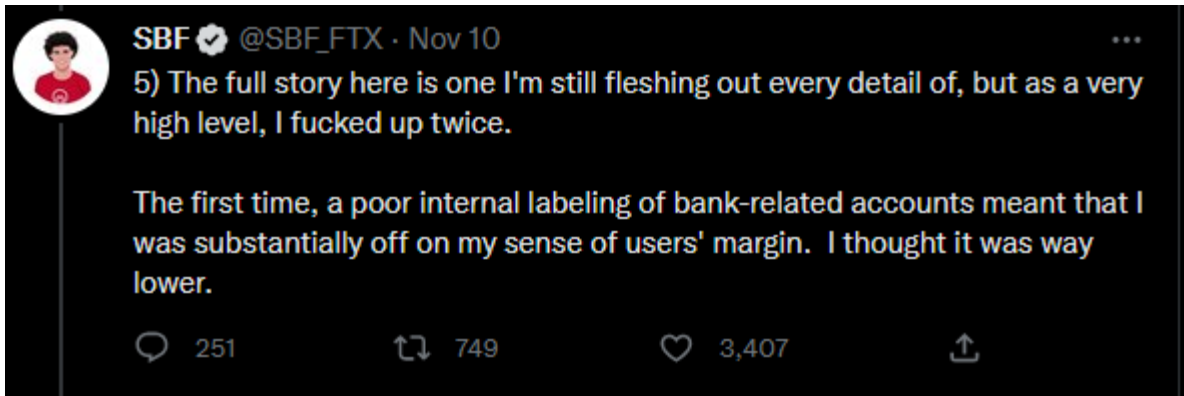 SBF @SBF_FTX · Nov 10
5) The full story here is one I'm still fleshing out every detail of, but as a very
high level, I fucked up twice.
The first time, a poor internal labeling of bank-related accounts meant that I
was substantially off on my sense of users' margin.  I thought it was way
lower.
251 749 3,407